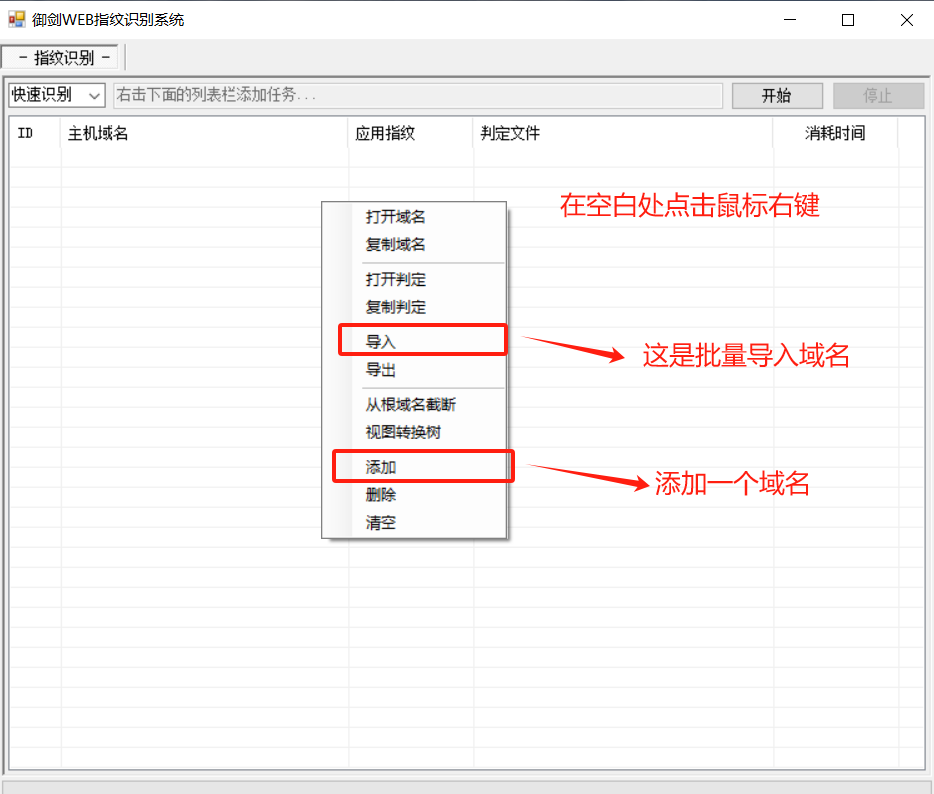 御剑WEB指纹识别系统
- 指纹识别 -
快速识别 右击下面的列表栏添加任务... 开始 停止
ID 主机域名 应用指纹 判定文件 消耗时间
在空白处点击鼠标右键
打开域名
复制域名
打开判定
复制判定
导入
这是批量导入域名
导出
从根域名截断
视图转换树
添加
添加一个域名
删除
清空